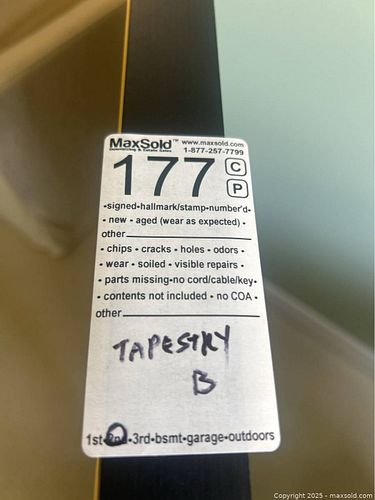 MaxSold™ www.maxsold.com
Downsizing & Estate Sales 1-877-257-7799
177 C
P
•signed•hallmark/stamp•number'd•
• new • aged (wear as expected) •
other
• chips • cracks • holes • odors •
• wear • soiled • visible repairs •
• parts missing•no cord/cable/key•
• contents not included • no COA •
other
TAPESTRY
B
1st•2nd•3rd•bsmt•garage•outdoors
Copyright 2025 - maxsold.com